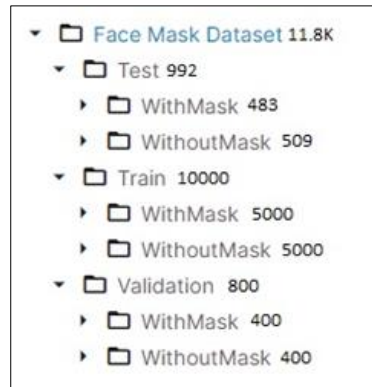 Face Mask Dataset 11.8K
Test 992
WithMask 483
WithoutMask 509
Train 10000
WithMask 5000
WithoutMask 5000
Validation 800
WithMask 400
WithoutMask 400